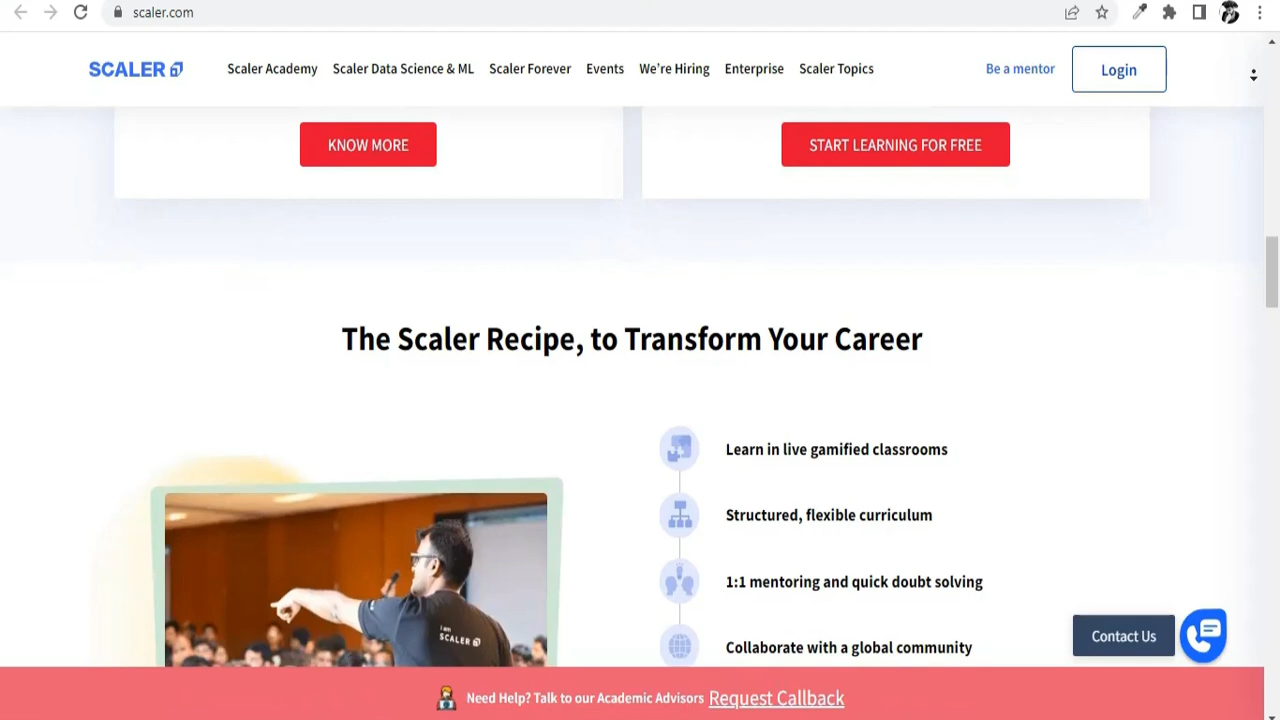 scaler.com
SCALER
Scaler Academy
Scaler Data Science & ML
Scaler Forever
Events
We're Hiring
Enterprise
Scaler Topics
Be a mentor
Login
KNOW MORE
START LEARNING FOR FREE
The Scaler Recipe, to Transform Your Career
Learn in live gamified classrooms
Structured, flexible curriculum
1:1 mentoring and quick doubt solving
Collaborate with a global community
I am
SCALER
Contact Us
Need Help? Talk to our Academic Advisors Request Callback